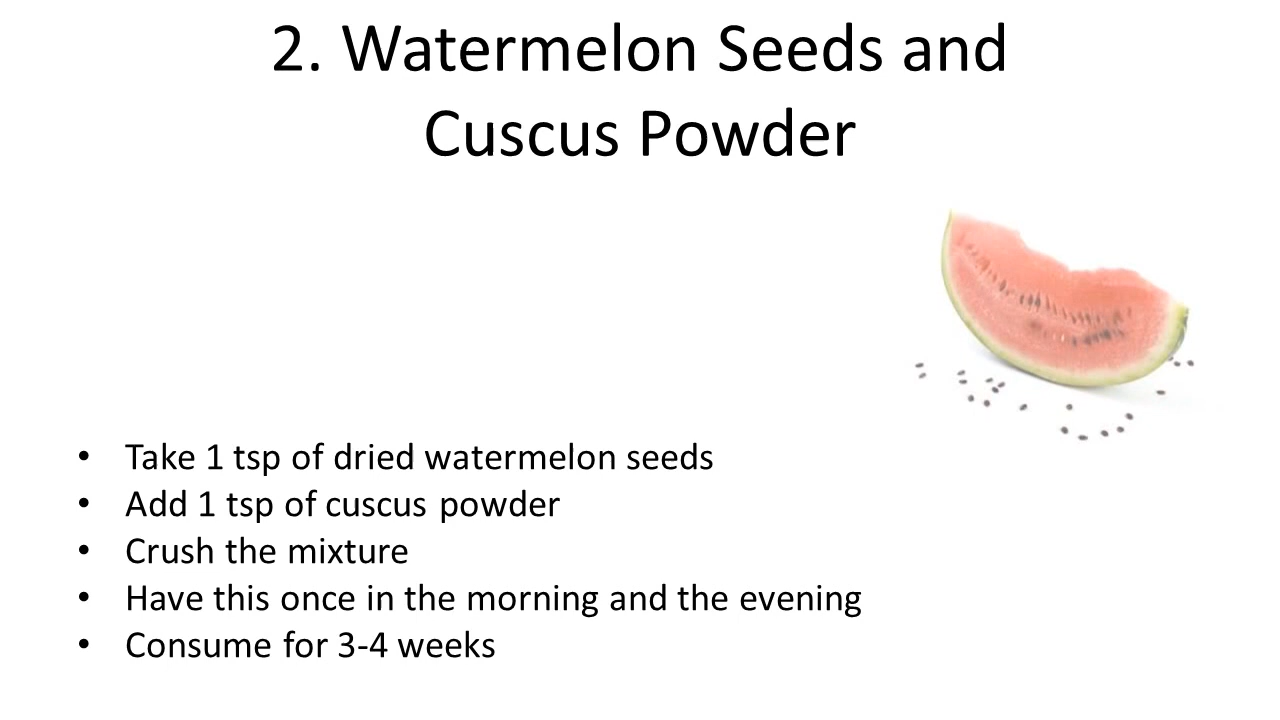 2. Watermelon Seeds and
Cuscus Powder
• Take 1 tsp of dried watermelon seeds
• Add 1 tsp of cuscus powder
• Crush the mixture
• Have this once in the morning and the evening
• Consume for 3-4 weeks